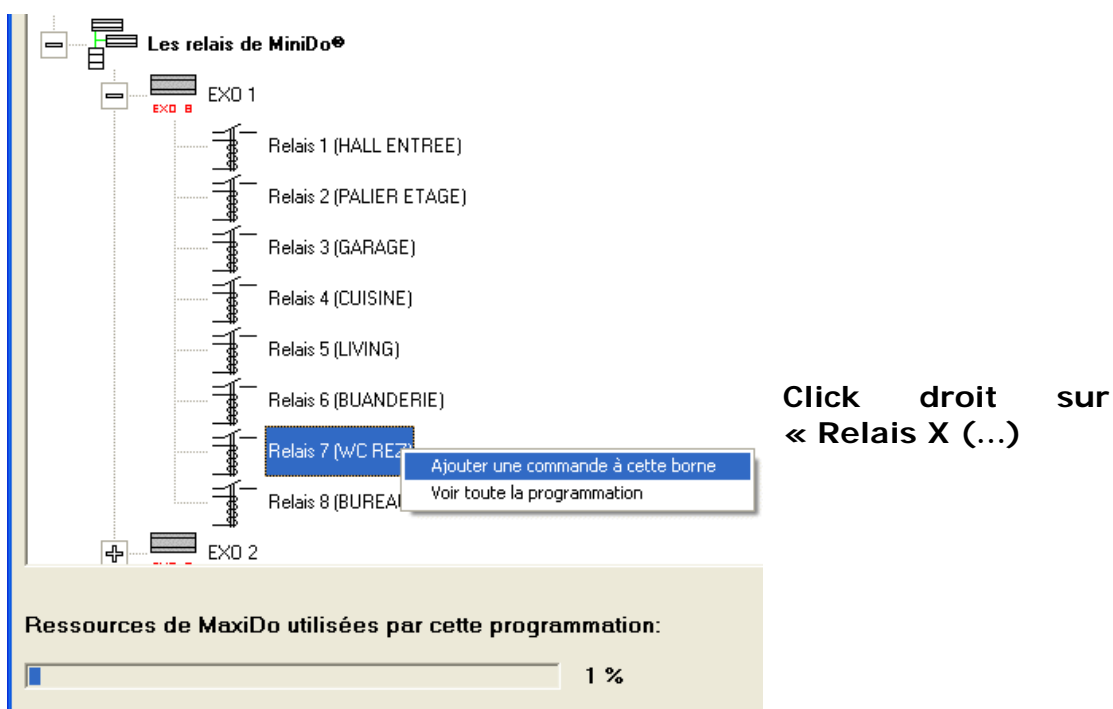 Les relais de MiniDo®
EXO 1
EXO 8
Relais 1 (HALL ENTREE)
Relais 2 (PALIER ETAGE)
Relais 3 (GARAGE)
Relais 4 (CUISINE)
Relais 5 (LIVING)
Relais 6 (BUANDERIE)
Relais 7 (WC REZ)
Ajouter une commande à cette borne
Voir toute la programmation
Relais 8 (BUREAU
EXO 2
Click droit sur
« Relais X (...)
Ressources de MaxiDo utilisées par cette programmation:
1 %